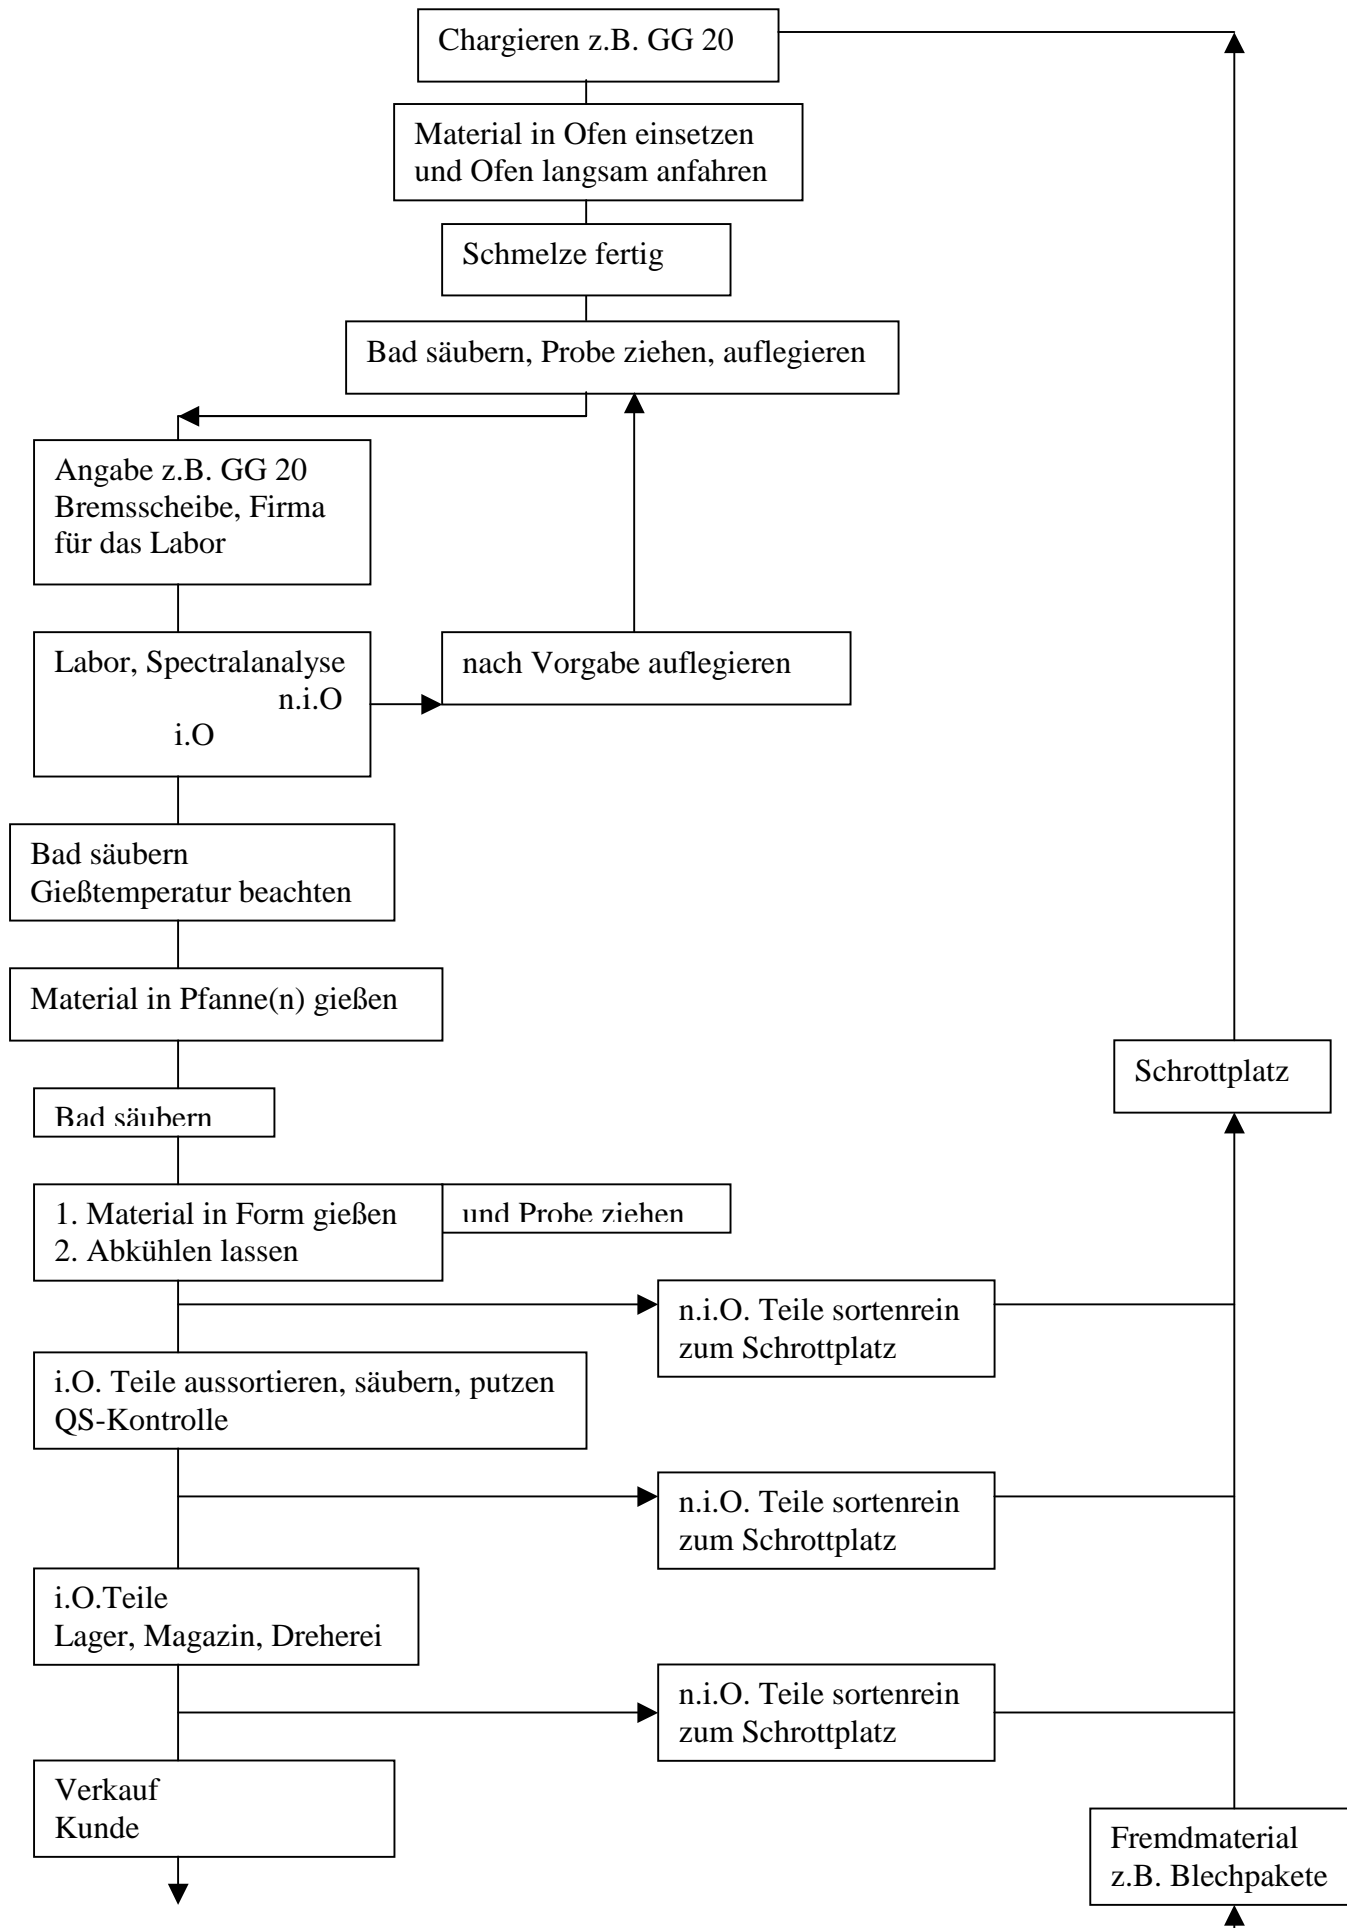 Chargieren z.B. GG 20
Material in Ofen einsetzen
und Ofen langsam anfahren
Schmelze fertig
Bad säubern, Probe ziehen, auflegieren
Angabe z.B. GG 20
Bremsscheibe, Firma
für das Labor
Labor, Spectralanalyse
n.i.O
i.O
nach Vorgabe auflegieren
Bad säubern
Gießtemperatur beachten
Material in Pfanne(n) gießen
Schrottplatz
Bad säubern
1. Material in Form gießen
2. Abkühlen lassen
und Probe ziehen
n.i.O. Teile sortenrein
zum Schrottplatz
i.O. Teile aussortieren, säubern, putzen
QS-Kontrolle
n.i.O. Teile sortenrein
zum Schrottplatz
i.O.Teile
Lager, Magazin, Dreherei
n.i.O. Teile sortenrein
zum Schrottplatz
Verkauf
Kunde
Fremdmaterial
z.B. Blechpakete